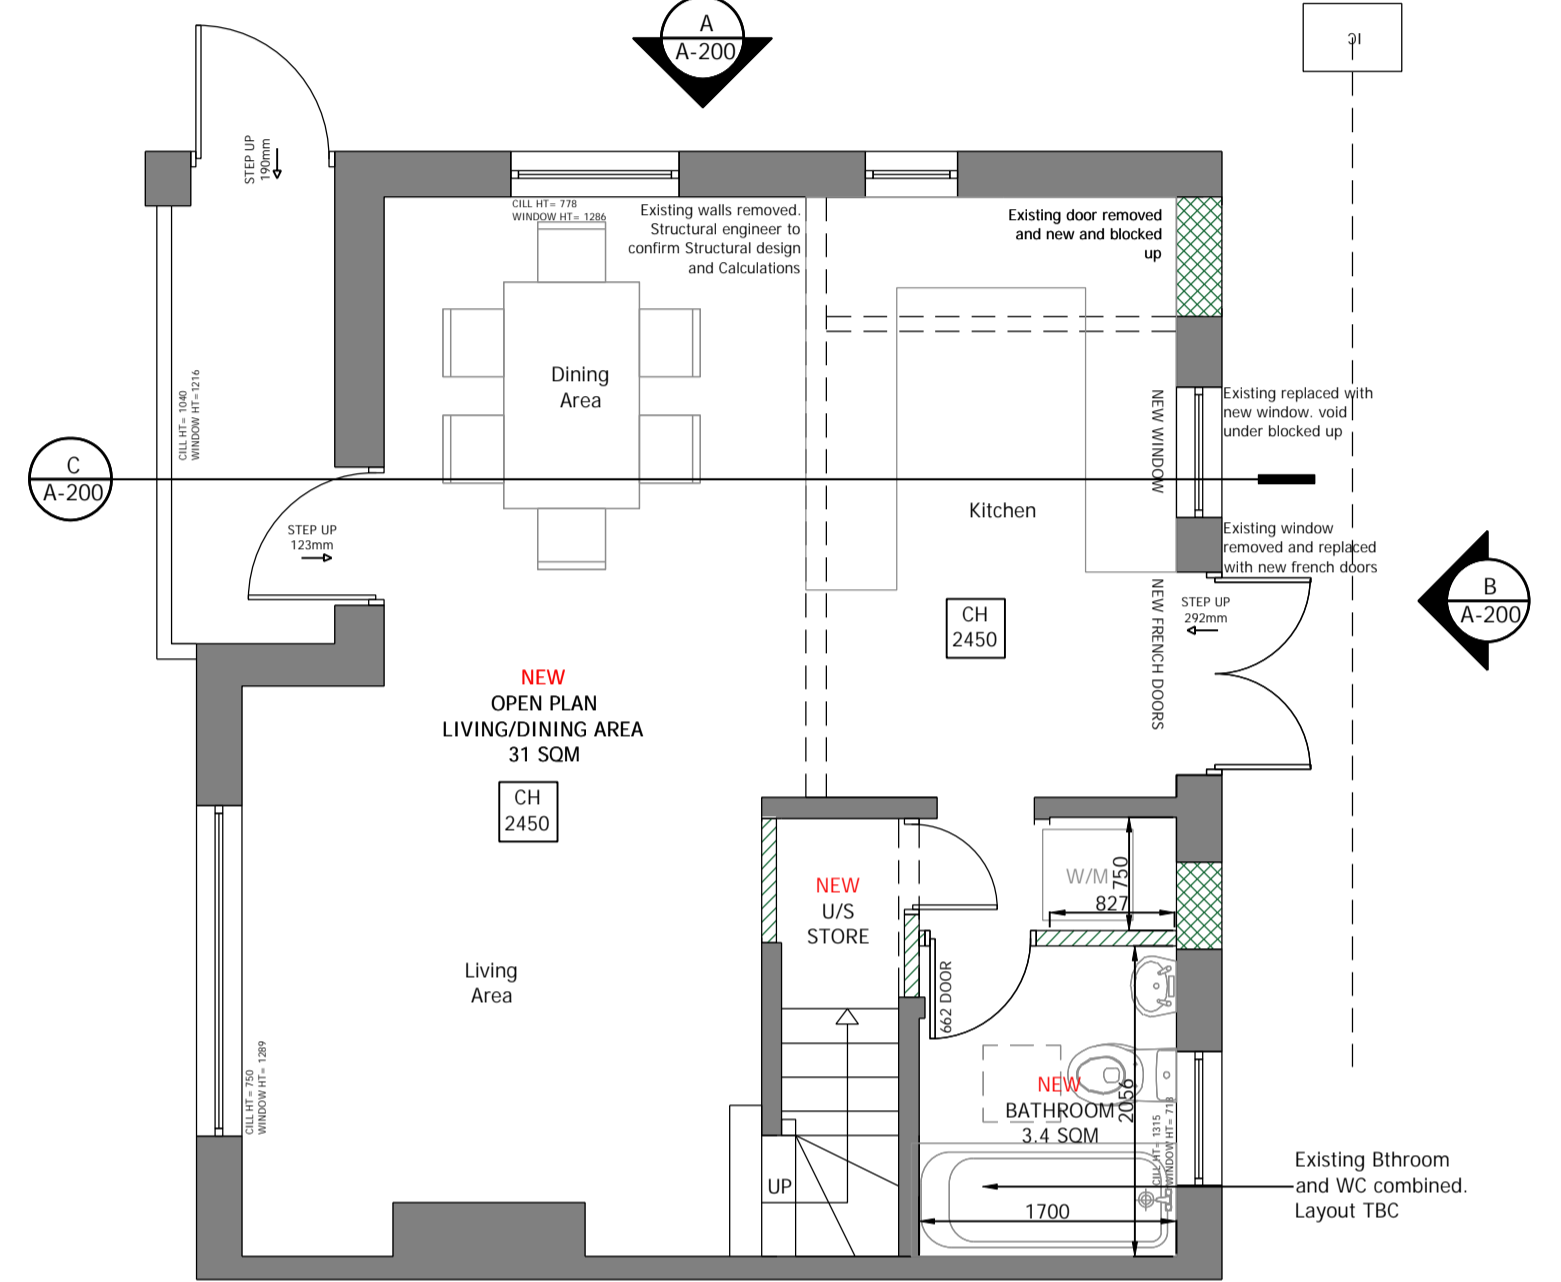 A
A-200
IC
STEP UP
190mm
CILL HT= 778
WINDOW HT= 1286
Existing walls removed.
Structural engineer to
confirm Structural design
and Calculations
Existing door removed
and new and blocked
up
Dining
Area
CILL HT= 1040
WINDOW HT=1216
NEW WINDOW
Existing replaced with
new window. void
under blocked up
C
A-200
Kitchen
STEP UP
123mm
Existing window
removed and replaced
with new french doors
B
A-200
CH
2450
NEW FRENCH DOORS
STEP UP
292mm
NEW
OPEN PLAN
LIVING/DINING AREA
31 SQM
CH
2450
NEW
U/S
STORE
W/M
750
827
Living
Area
662 DOOR
CILL HT= 750
WINDOW HT= 1289
NEW
BATHROOM
3.4 SQM
2056
CILL HT= 1315
WINDOW HT= 718
UP
1700
Existing Bthroom
and WC combined.
Layout TBC